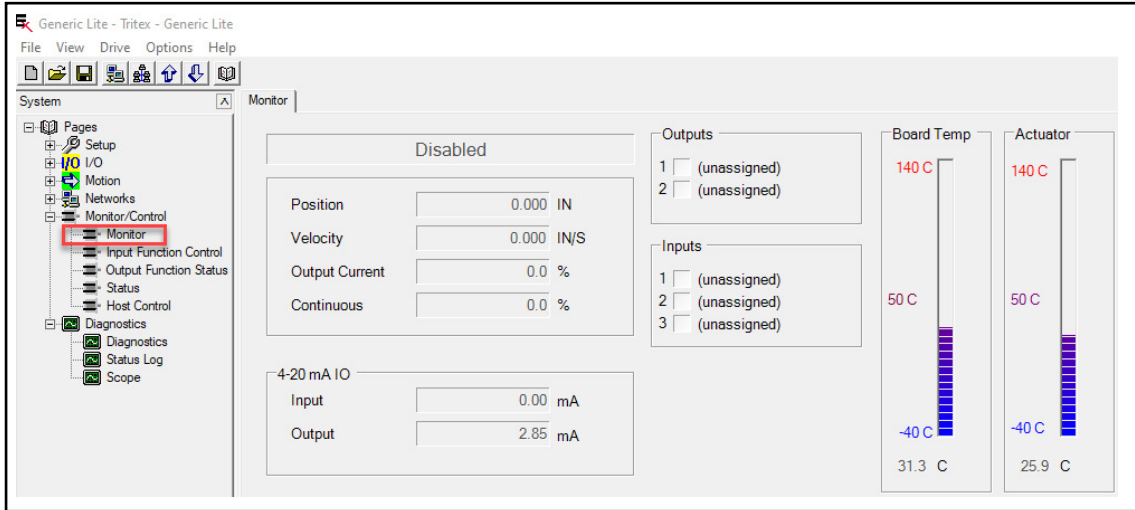 Generic Lite - Tritex - Generic Lite
File View Drive Options Help
System
Monitor
Pages
Setup
I/O I/O
Motion
Networks
Monitor/Control
Monitor
Input Function Control
Output Function Status
Status
Host Control
Diagnostics
Diagnostics
Status Log
Scope
Disabled
Position 0.000 IN
Velocity 0.000 IN/S
Output Current 0.0 %
Continuous 0.0 %
4-20 mA IO
Input 0.00 mA
Output 2.85 mA
Outputs
1 (unassigned)
2 (unassigned)
Inputs
1 (unassigned)
2 (unassigned)
3 (unassigned)
Board Temp
140 C
50 C
-40 C
31.3 C
Actuator
140 C
50 C
-40 C
25.9 C